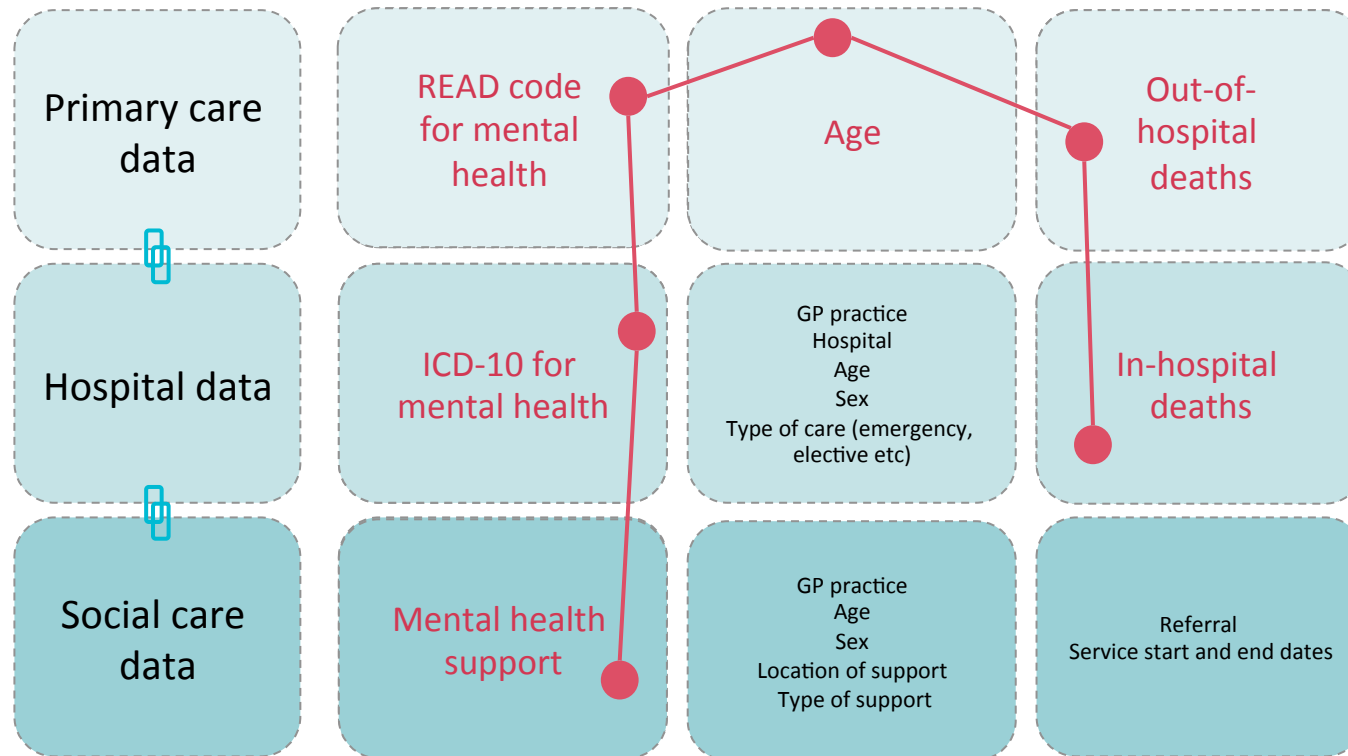 Primary care
data
READ code
for mental
health
Age
Out-of-
hospital
deaths
Hospital data
ICD-10 for
mental health
GP practice
Hospital
Age
Sex
Type of care (emergency,
elective etc)
In-hospital
deaths
Social care
data
Mental health
support
GP practice
Age
Sex
Location of support
Type of support
Referral
Service start and end dates